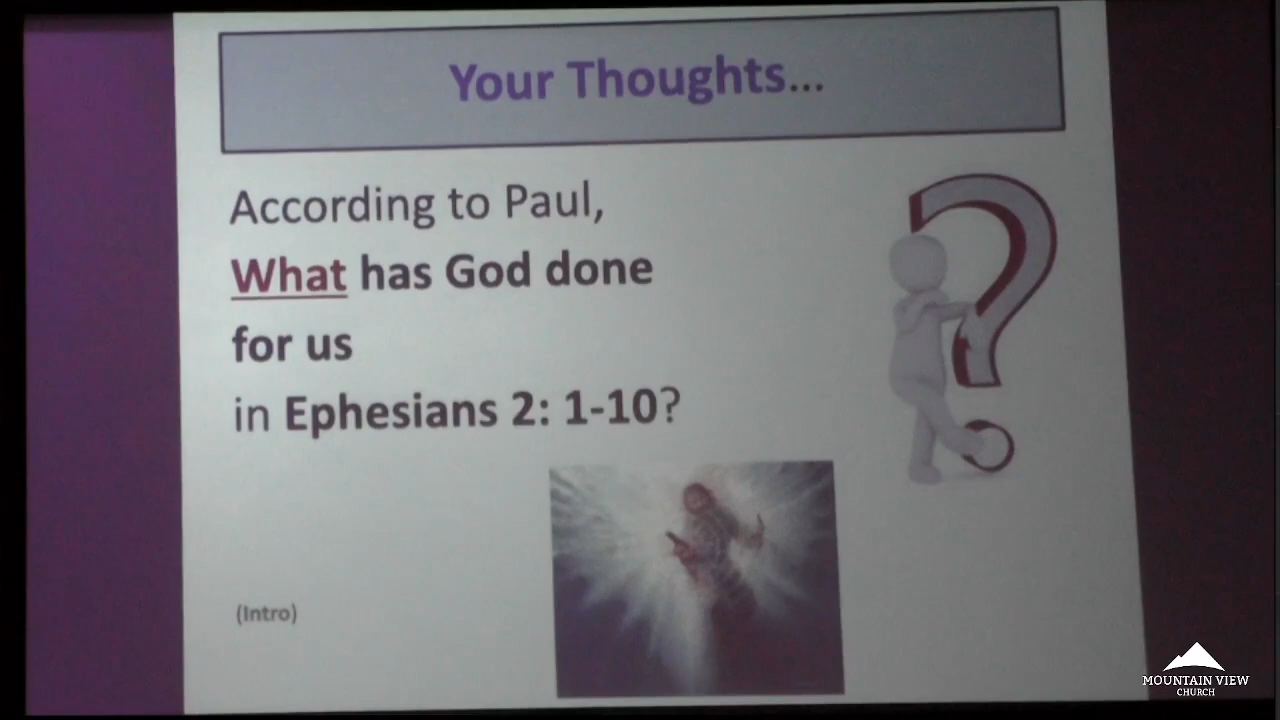 Your Thoughts...
According to Paul,
What has God done
for us
in Ephesians 2: 1-10?
(Intro)
MOUNTAIN VIEW
CHURCH